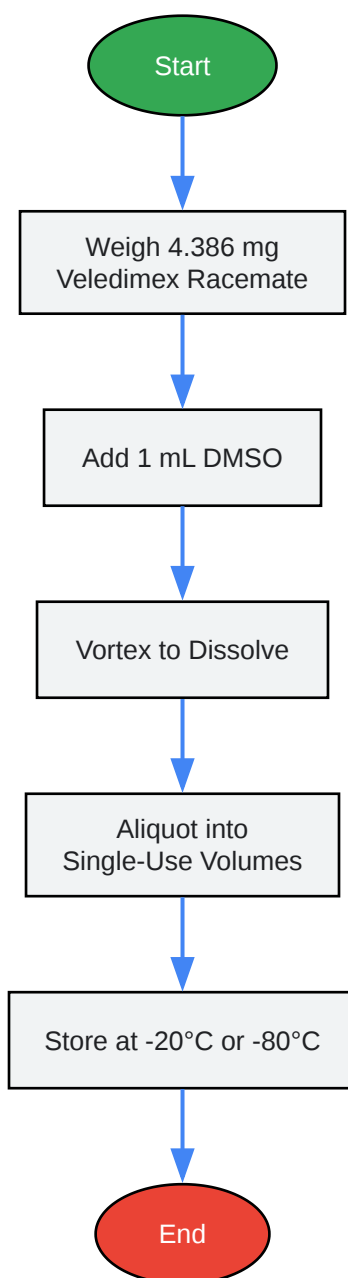 Start
Weigh 4.386 mg
Veledimex Racemate
Add 1 mL DMSO
Vortex to Dissolve
Aliquot into
Single-Use Volumes
Store at -20°C or -80°C
End